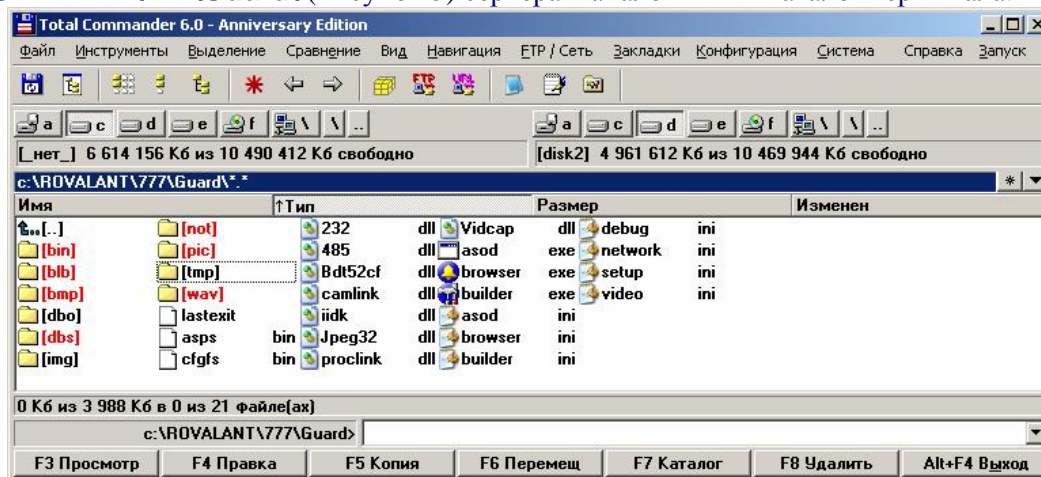 Total Commander 6.0 - Anniversary Edition
Файл Инструменты Выделение Сравнение Вид Навигация FTP / Сеть Закладки Конфигурация Система Справка Запуск
a c d e f \ \ .. a c d e f \ \ ..
[_нет_] 6 614 156 Кб из 10 490 412 Кб свободно [disk2] 4 961 612 Кб из 10 469 944 Кб свободно
c:\ROVALANT\777\Guard\*.* * ▼
Имя ↑Тип Размер Изменен
[..] [not] 232 dll Vidcap dll debug ini
[bin] [pic] 485 dll asod exe network ini
[blb] [tmp] Bdt52cf dll browser exe setup ini
[bmp] [wav] camlink dll builder exe video ini
[dbo] lastexit iidk dll asod ini
[dbs] asps bin Jpeg32 dll browser ini
[img] cfgfs bin proclink dll builder ini
0 Кб из 3 988 Кб в 0 из 21 файле(ах)
c:\ROVALANT\777\Guard>
F3 Просмотр F4 Правка F5 Копия F6 Перемещ F7 Каталог F8 Удалить Alt+F4 Выход